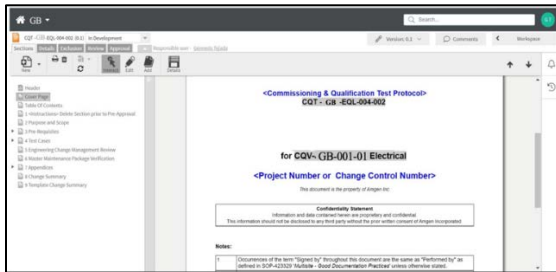 GB
Search...
CQT - GB -EQL-004-002 (0.1) In Development
Sections Details Exclusion Review Approval
Responsible user:
Version: 0.2
Comments
Workspace
New
Edit
Add
Details
Header
Cover Page
Table Of Contents
1 -Instructions- Delete Section prior to Pre-Approval
2 Purpose and Scope
3 Pre-Requisites
4 Test Cases
5 Engineering Change Management Review
6 Master Maintenance Package Verification
7 Appendices
8 Change Summary
9 Template Change Summary
<Commissioning & Qualification Test Protocol>
CQT - GB -EQL-004-002
for CQV- GB-001-01 Electrical
<Project Number or Change Control Number>
This document is the property of Amgen Inc
Confidentiality Statement
Information and data contained herein are proprietary and confidential.
This information should not be disclosed to any third party without the prior written consent of Amgen Incorporated
Notes:
1 Occurrences of the term "Signed by" throughout this document are the same as "Performed by" as
defined in SOP-423329 'Multisite - Good Documentation Practices' unless otherwise stated.